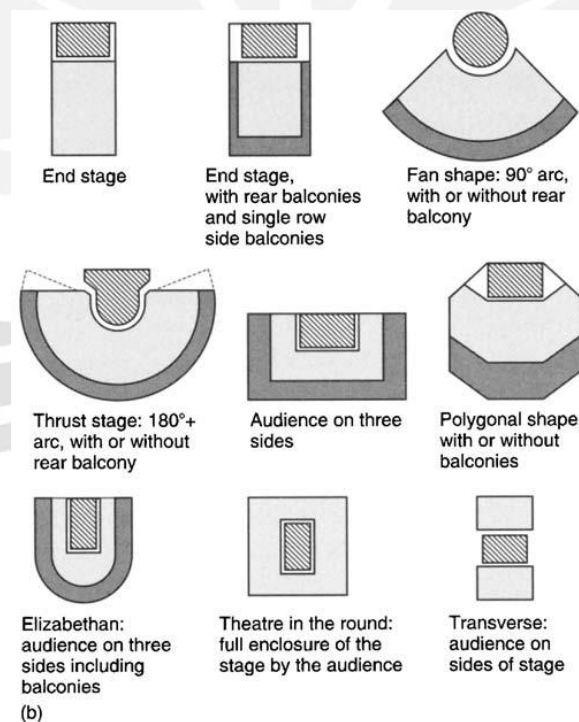 End stage
End stage,
with rear balconies
and single row
side balconies
Fan shape: 90° arc,
with or without rear
balcony
Thrust stage: 180°+
arc, with or without
rear balcony
Audience on three
sides
Polygonal shape
with or without
balconies
Elizabethan:
audience on three
sides including
balconies
Theatre in the round:
full enclosure of the
stage by the audience
Transverse:
audience on
sides of stage
(b)